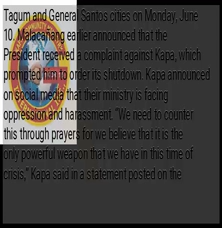 Tagum and General Santos cities on Monday, June
10. Malacañang earlier announced that the
President received a complaint against Kapa, which
prompted him to order its shutdown. Kapa announced
on social media that their ministry is facing
oppression and harassment. "We need to counter
this through prayers for we believe that it is the
only powerful weapon that we have in this time of
crisis," Kapa said in a statement posted on the